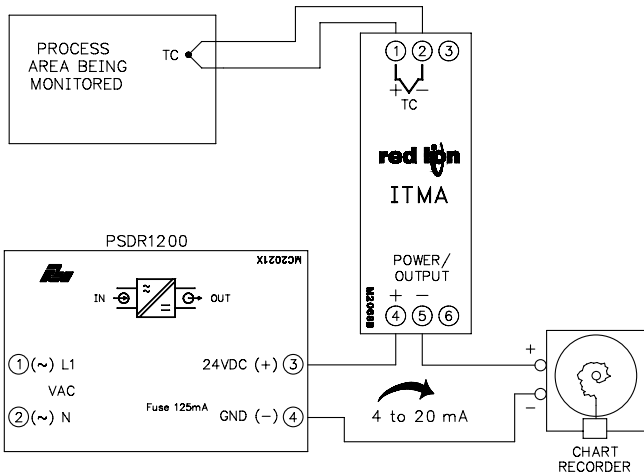 PROCESS
AREA BEING
MONITORED
TC
1 2 3
+ −
TC
red lion
ITMA
POWER/
OUTPUT
+ −
4 5 6
M2068B
PSDR1200
MC2021X
IN OUT
1 (~) L1
VAC
2 (~) N
Fuse 125mA
24VDC (+) 3
GND (−) 4
4 to 20 mA
+
−
CHART
RECORDER